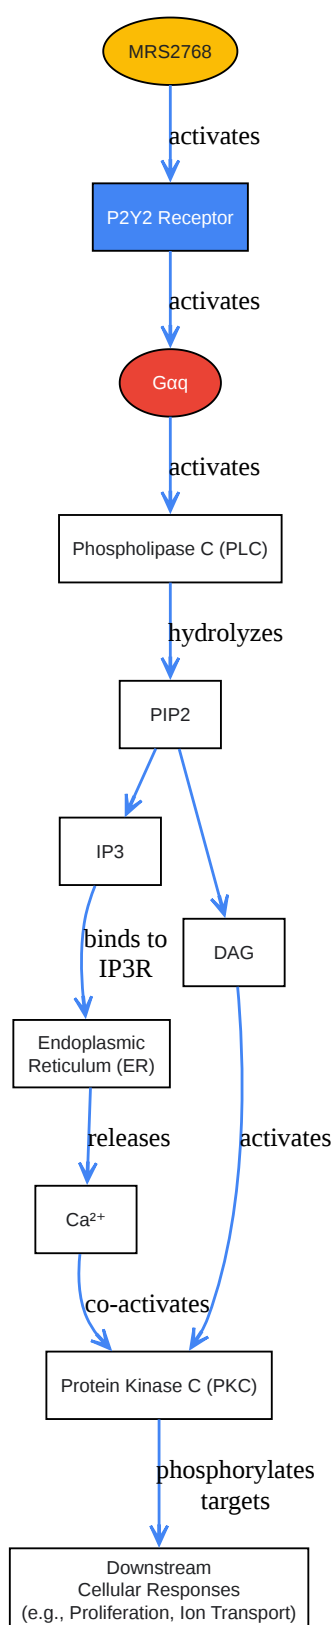 MRS2768
activates
P2Y2 Receptor
activates
Gαq
activates
Phospholipase C (PLC)
hydrolyzes
PIP2
IP3
DAG
binds to
IP3R
Endoplasmic
Reticulum (ER)
releases
activates
Ca²⁺
co-activates
Protein Kinase C (PKC)
phosphorylates
targets
Downstream
Cellular Responses
(e.g., Proliferation, Ion Transport)